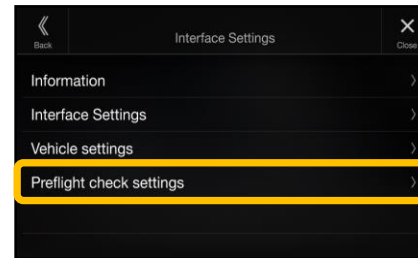 Back
Interface Settings
Close
Information
Interface Settings
Vehicle settings
Preflight check settings